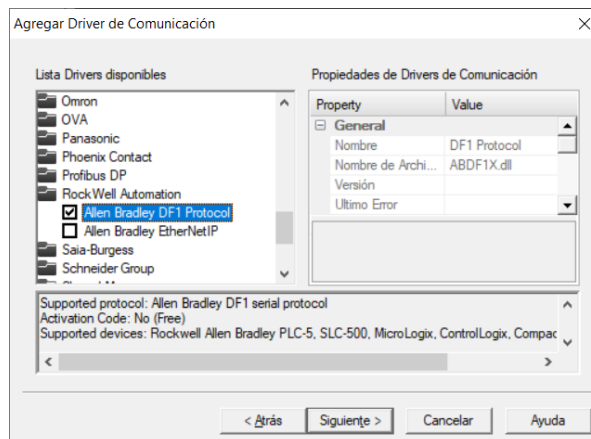 Agregar Driver de Comunicación
Lista Drivers disponibles
Omron
OVA
Panasonic
Phoenix Contact
Profibus DP
RockWell Automation
Allen Bradley DF1 Protocol
Allen Bradley EtherNetIP
Saia-Burgess
Schneider Group
Propiedades de Drivers de Comunicación
Property Value
General
Nombre DF1 Protocol
Nombre de Archi... ABDF1X.dll
Versión
Ultimo Error
Supported protocol: Allen Bradley DF1 serial protocol
Activation Code: No (Free)
Supported devices: Rockwell Allen Bradley PLC-5, SLC-500, MicroLogix, ControlLogix, Compac
< Atrás Siguiente > Cancelar Ayuda